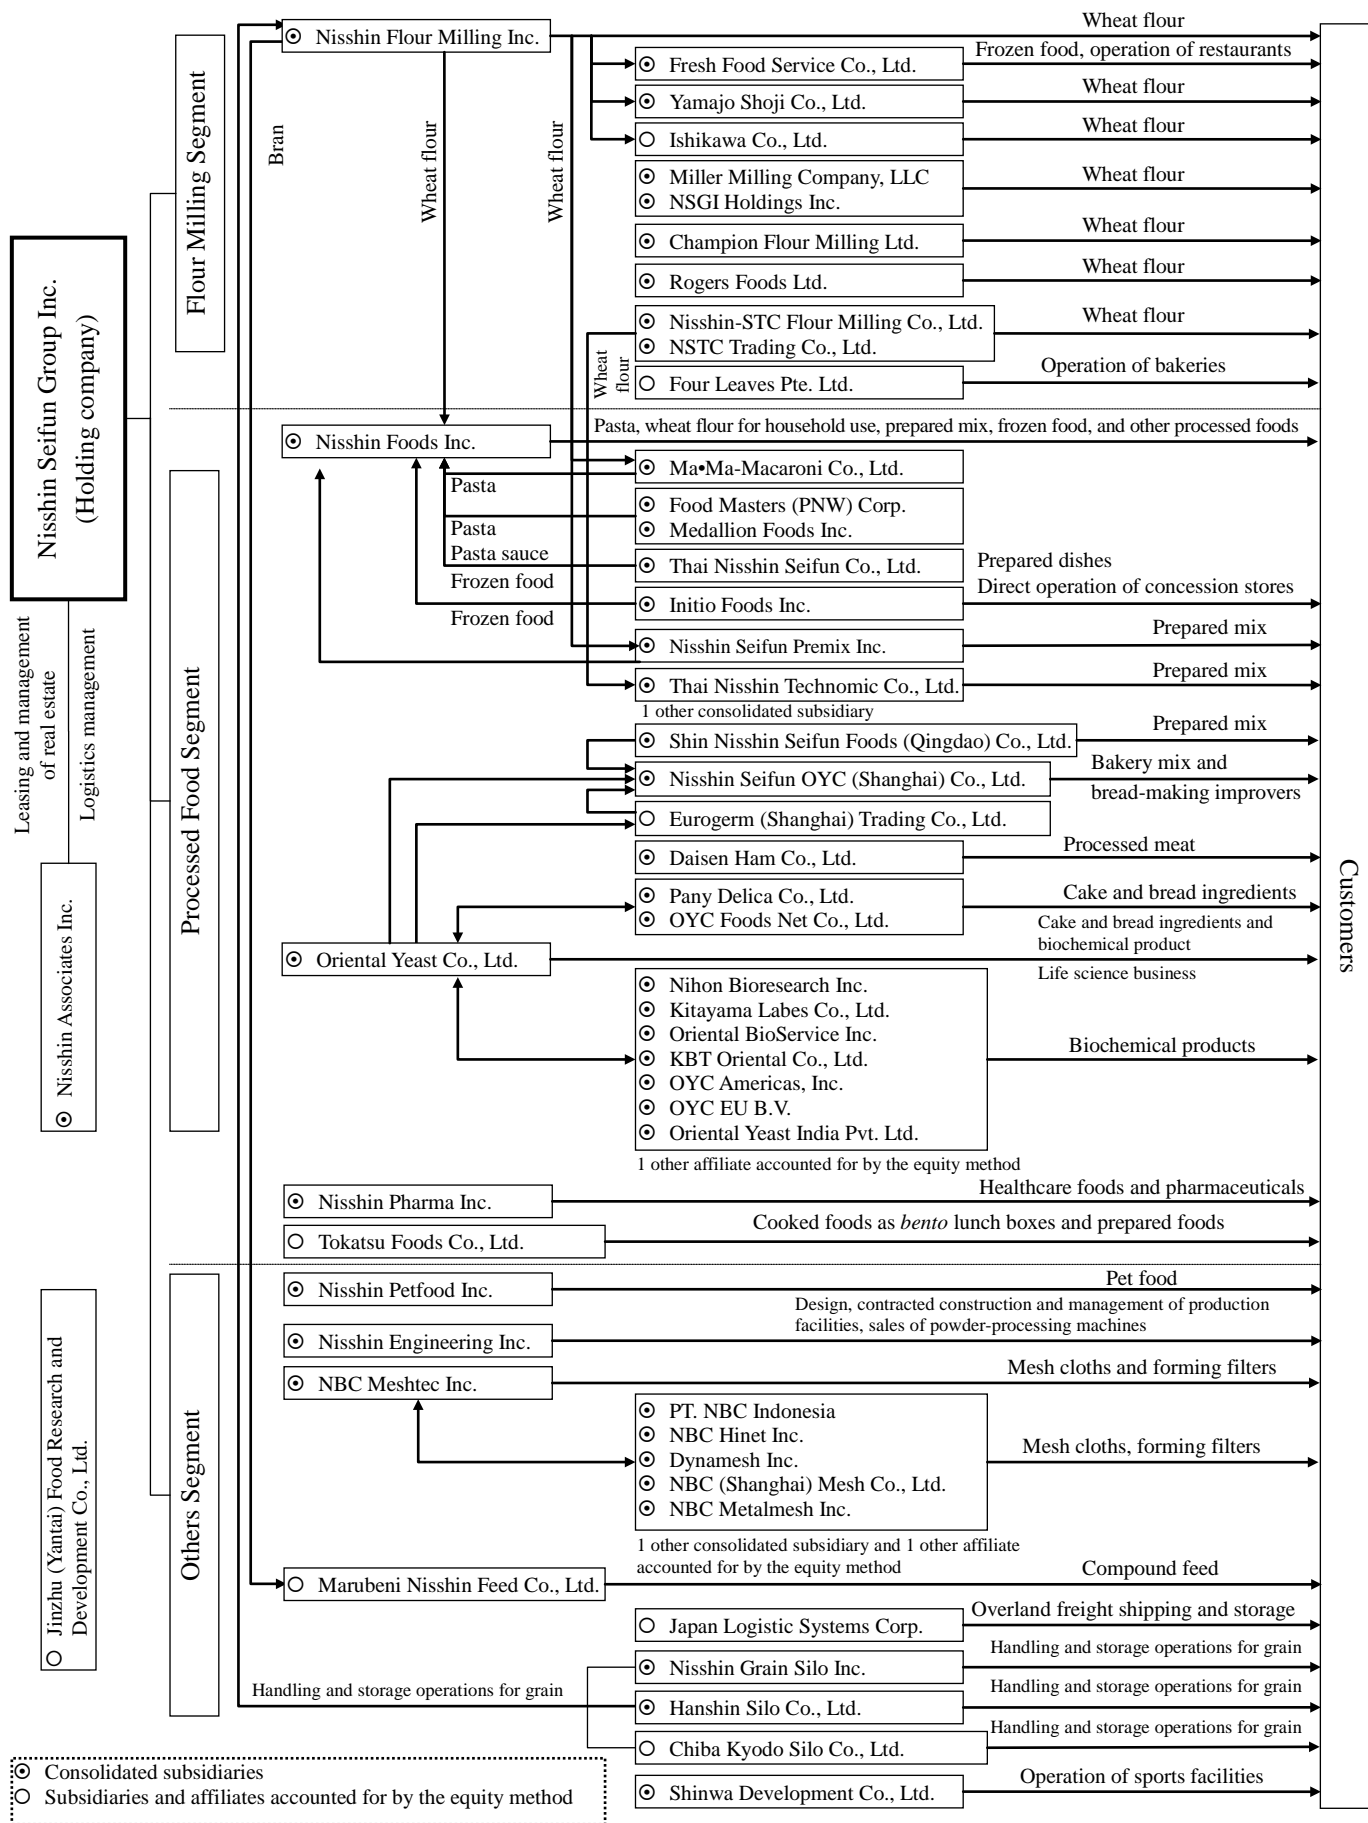 Nisshin Seifun Group Inc.
(Holding company)
Leasing and management
of real estate
Logistics management
Nisshin Associates Inc.
Jinzhu (Yantai) Food Research and
Development Co., Ltd.
Flour Milling Segment
Nisshin Flour Milling Inc.
Wheat flour
Bran
Wheat flour
Wheat flour
Fresh Food Service Co., Ltd.
Frozen food, operation of restaurants
Yamajo Shoji Co., Ltd.
Wheat flour
Ishikawa Co., Ltd.
Wheat flour
Miller Milling Company, LLC
NSGI Holdings Inc.
Wheat flour
Champion Flour Milling Ltd.
Wheat flour
Rogers Foods Ltd.
Wheat flour
Nisshin-STC Flour Milling Co., Ltd.
NSTC Trading Co., Ltd.
Wheat flour
Wheat
flour
Four Leaves Pte. Ltd.
Operation of bakeries
Processed Food Segment
Nisshin Foods Inc.
Pasta, wheat flour for household use, prepared mix, frozen food, and other processed foods
Ma•Ma-Macaroni Co., Ltd.
Pasta
Food Masters (PNW) Corp.
Medallion Foods Inc.
Pasta
Pasta sauce
Thai Nisshin Seifun Co., Ltd.
Frozen food
Prepared dishes
Direct operation of concession stores
Initio Foods Inc.
Frozen food
Nisshin Seifun Premix Inc.
Prepared mix
Thai Nisshin Technomic Co., Ltd.
Prepared mix
1 other consolidated subsidiary
Shin Nisshin Seifun Foods (Qingdao) Co., Ltd.
Prepared mix
Nisshin Seifun OYC (Shanghai) Co., Ltd.
Bakery mix and
bread-making improvers
Eurogerm (Shanghai) Trading Co., Ltd.
Daisen Ham Co., Ltd.
Processed meat
Pany Delica Co., Ltd.
OYC Foods Net Co., Ltd.
Cake and bread ingredients
Oriental Yeast Co., Ltd.
Cake and bread ingredients and
biochemical product
Life science business
Nihon Bioresearch Inc.
Kitayama Labes Co., Ltd.
Oriental BioService Inc.
KBT Oriental Co., Ltd.
OYC Americas, Inc.
OYC EU B.V.
Oriental Yeast India Pvt. Ltd.
Biochemical products
1 other affiliate accounted for by the equity method
Nisshin Pharma Inc.
Healthcare foods and pharmaceuticals
Tokatsu Foods Co., Ltd.
Cooked foods as bento lunch boxes and prepared foods
Others Segment
Nisshin Petfood Inc.
Pet food
Nisshin Engineering Inc.
Design, contracted construction and management of production
facilities, sales of powder-processing machines
NBC Meshtec Inc.
Mesh cloths and forming filters
PT. NBC Indonesia
NBC Hinet Inc.
Dynamesh Inc.
NBC (Shanghai) Mesh Co., Ltd.
NBC Metalmesh Inc.
Mesh cloths, forming filters
1 other consolidated subsidiary and 1 other affiliate
accounted for by the equity method
Marubeni Nisshin Feed Co., Ltd.
Compound feed
Japan Logistic Systems Corp.
Overland freight shipping and storage
Nisshin Grain Silo Inc.
Handling and storage operations for grain
Handling and storage operations for grain
Hanshin Silo Co., Ltd.
Handling and storage operations for grain
Chiba Kyodo Silo Co., Ltd.
Handling and storage operations for grain
Shinwa Development Co., Ltd.
Operation of sports facilities
Customers
Consolidated subsidiaries
Subsidiaries and affiliates accounted for by the equity method